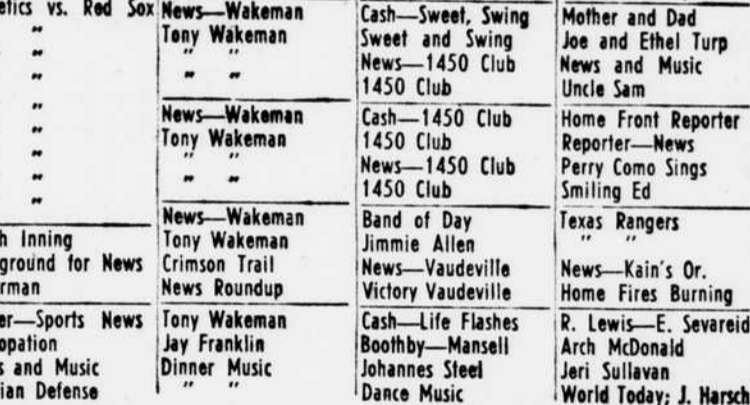 etics vs. Red Sox
"
"
"
"
"
"
"
"
h Inning
ground for News
rman
er—Sports News
opation
s and Music
ian Defense
News—Wakeman
Tony Wakeman
" "
" "
News—Wakeman
Tony Wakeman
" "
" "
News—Wakeman
Tony Wakeman
Crimson Trail
News Roundup
Tony Wakeman
Jay Franklin
Dinner Music
" "
Cash—Sweet, Swing
Sweet and Swing
News—1450 Club
1450 Club
Cash—1450 Club
1450 Club
News—1450 Club
1450 Club
Band of Day
Jimmie Allen
News—Vaudeville
Victory Vaudeville
Cash—Life Flashes
Boothby—Mansell
Johannes Steel
Dance Music
Mother and Dad
Joe and Ethel Turp
News and Music
Uncle Sam
Home Front Reporter
Reporter—News
Perry Como Sings
Smiling Ed
Texas Rangers
" "
News—Kain's Or.
Home Fires Burning
R. Lewis—E. Sevareid
Arch McDonald
Jeri Sullavan
World Today; J. Harsch